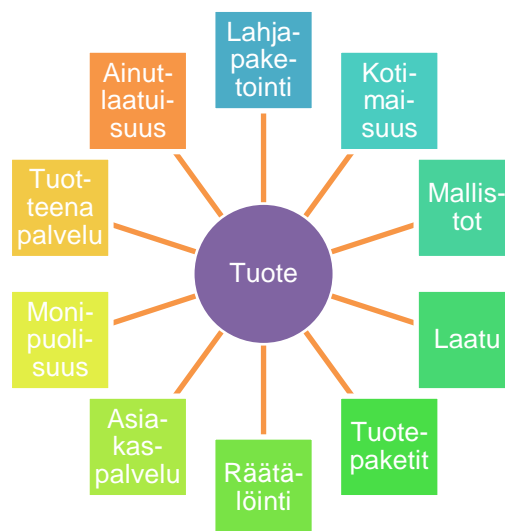 Lahja-
pake-
tointi
Koti-
mai-
suus
Mallis-
tot
Laatu
Tuote-
paketit
Räätä-
löinti
Asia-
kas-
palvelu
Moni-
puoli-
suus
Tuot-
teena
palvelu
Ainut-
laatui-
suus
Tuote